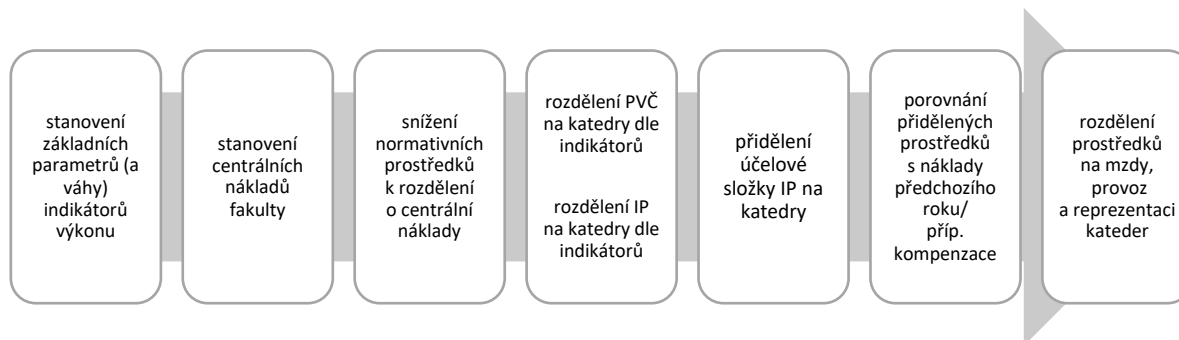 stanovení
základních
parametrů (a
váhy)
indikátorů
výkonu
stanovení
centrálních
nákladů
fakulty
snížení
normativních
prostředků
k rozdělení
o centrální
náklady
rozdělení PVČ
na katedry dle
indikátorů
rozdělení IP
na katedry dle
indikátorů
přidělení
účelové
složky IP na
katedry
porovnání
přidělených
prostředků
s náklady
předchozího
roku/
příp.
kompenzace
rozdělení
prostředků
na mzdy,
provoz
a reprezentaci
kateder